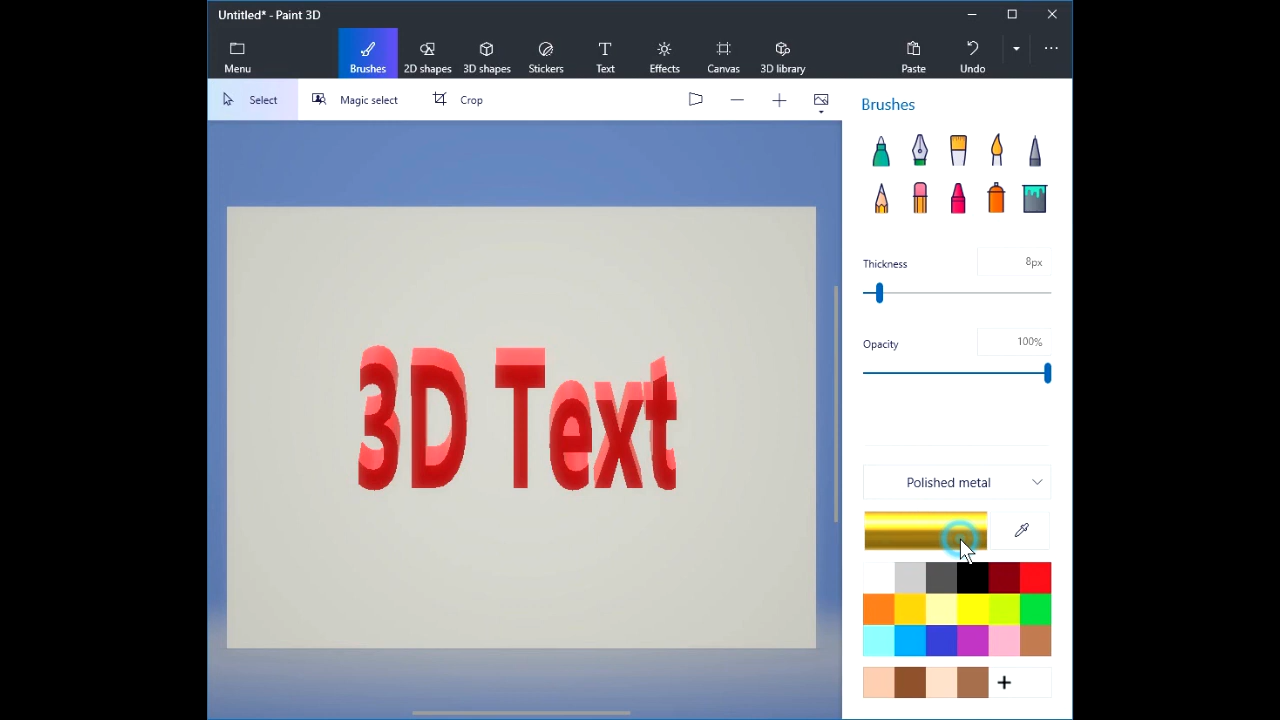 Untitled* - Paint 3D
Menu
Brushes
2D shapes
3D shapes
Stickers
Text
Effects
Canvas
3D library
Paste
Undo
Select
Magic select
Crop
Brushes
Thickness
8px
Opacity
100%
3D Text
Polished metal